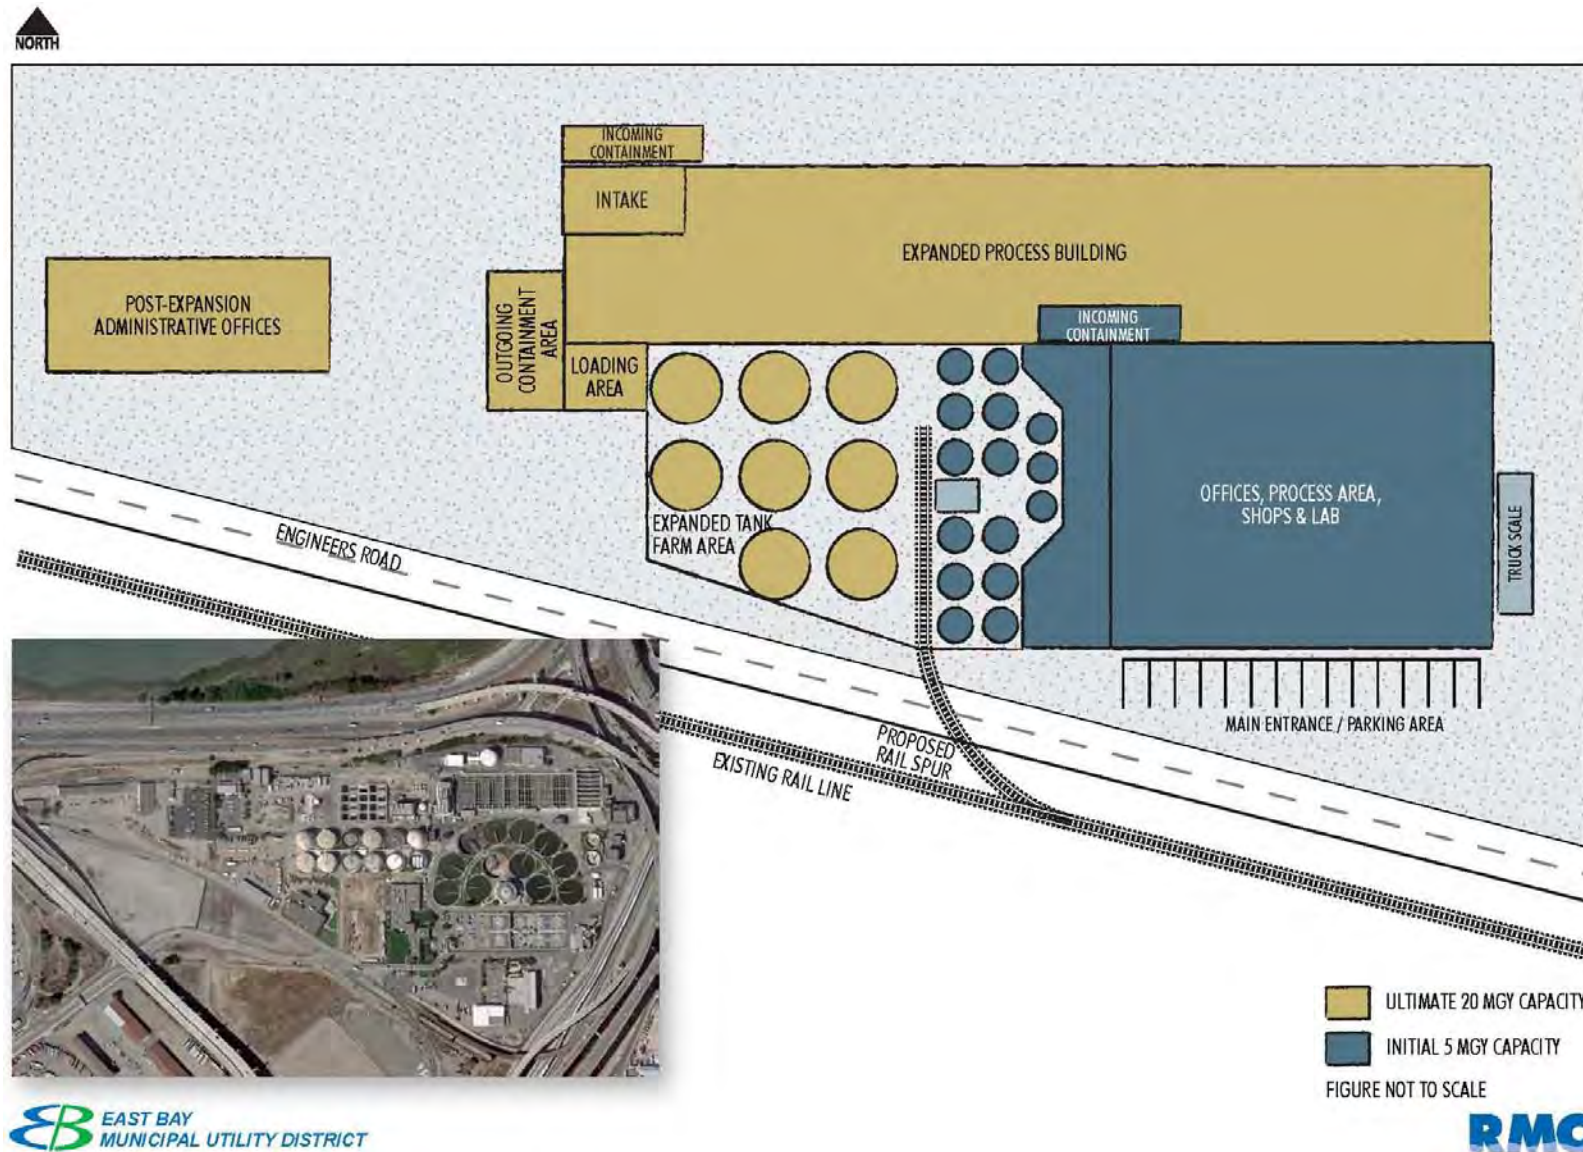 NORTH
INCOMING
CONTAINMENT
INTAKE
EXPANDED PROCESS BUILDING
POST-EXPANSION
ADMINISTRATIVE OFFICES
OUTGOING
CONTAINMENT
AREA
INCOMING
CONTAINMENT
LOADING
AREA
OFFICES, PROCESS AREA,
SHOPS & LAB
EXPANDED TANK
FARM AREA
TRUCK SCALE
ENGINEERS ROAD
MAIN ENTRANCE / PARKING AREA
PROPOSED
RAIL SPUR
EXISTING RAIL LINE
ULTIMATE 20 MGY CAPACITY
INITIAL 5 MGY CAPACITY
FIGURE NOT TO SCALE
EB EAST BAY
MUNICIPAL UTILITY DISTRICT
RMC